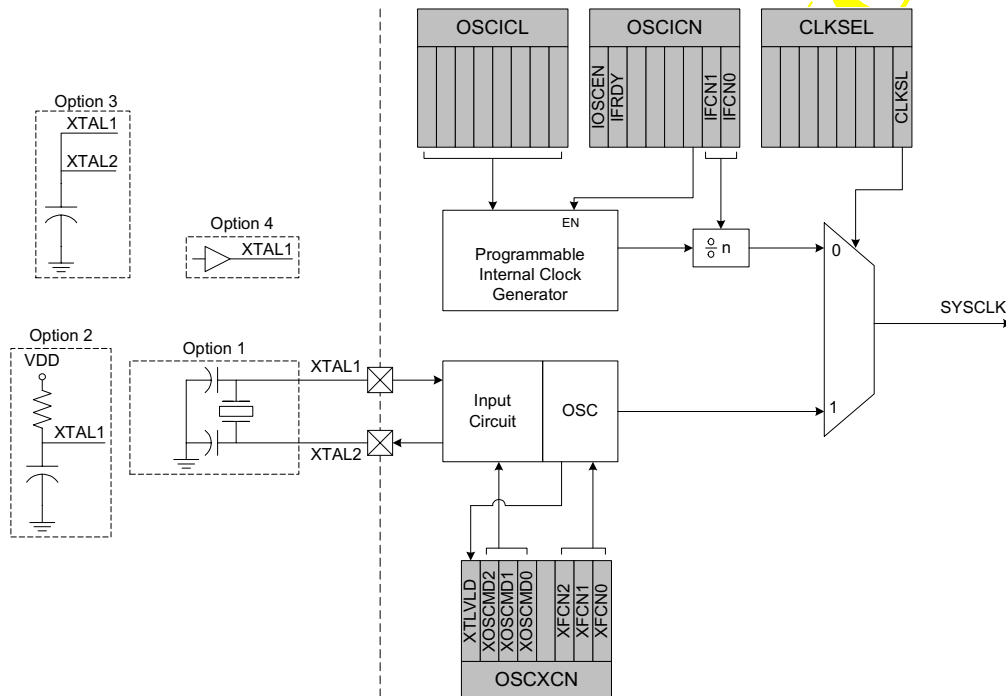 OSCICL
OSCICN
CLKSEL
IOSCEN
IFRDY
IFCN1
IFCN0
CLKSL
Option 3
XTAL1
XTAL2
Option 4
XTAL1
EN
Programmable
Internal Clock
Generator
n
0
SYSCLK
Option 2
VDD
XTAL1
Option 1
XTAL1
XTAL2
Input
Circuit
OSC
1
XTLVLD
XOSCMD2
XOSCMD1
XOSCMD0
XFCN2
XFCN1
XFCN0
OSCXCN